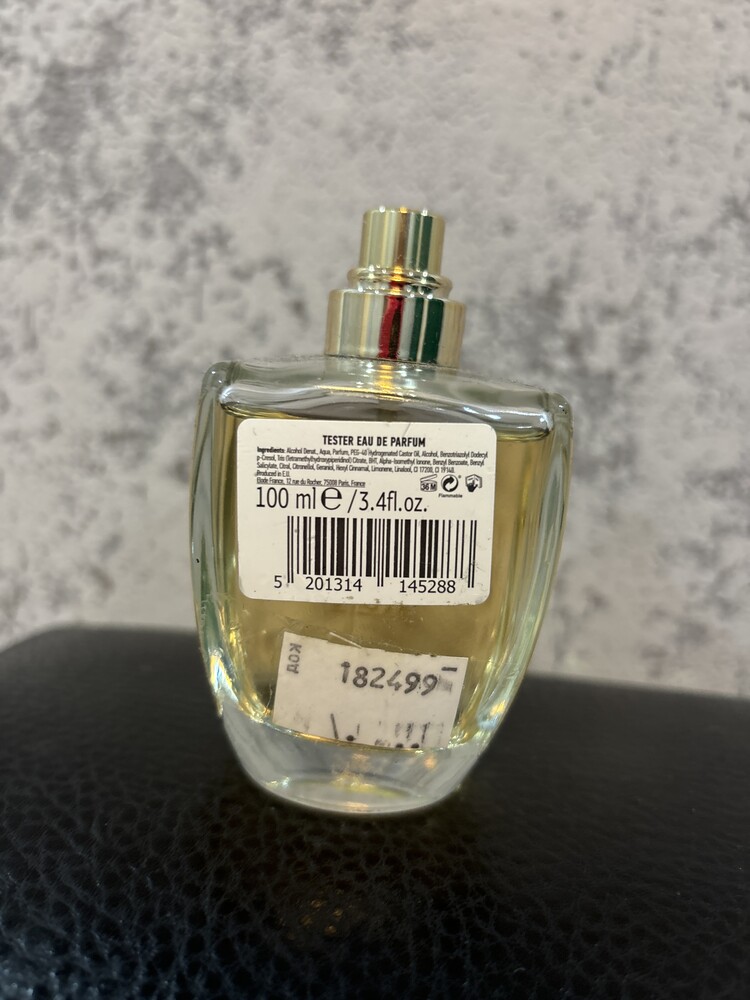 TESTER EAU DE PARFUM
Ingredients: Alcohol Denat., Aqua, Parfum, PEG-40 Hydrogenated Castor Oil, Alcohol, Benzotriazolyl Dodecyl
p-Cresol, Tris (Tetramethylhydroxypiperidinol) Citrate, BHT, Alpha-Isomethyl Ionone, Benzyl Benzoate, Benzyl
Salicylate, Citral, Citronellol, Geraniol, Hexyl Cinnamal, Limonene, Linalool, CI 17200, CI 19140.
Produced in E.U.
Elode France, 12 rue du Rocher, 75008 Paris, France
36 M
Flammable
100 ml e /3.4fl.oz.
5 201314 145288
КОД
182499